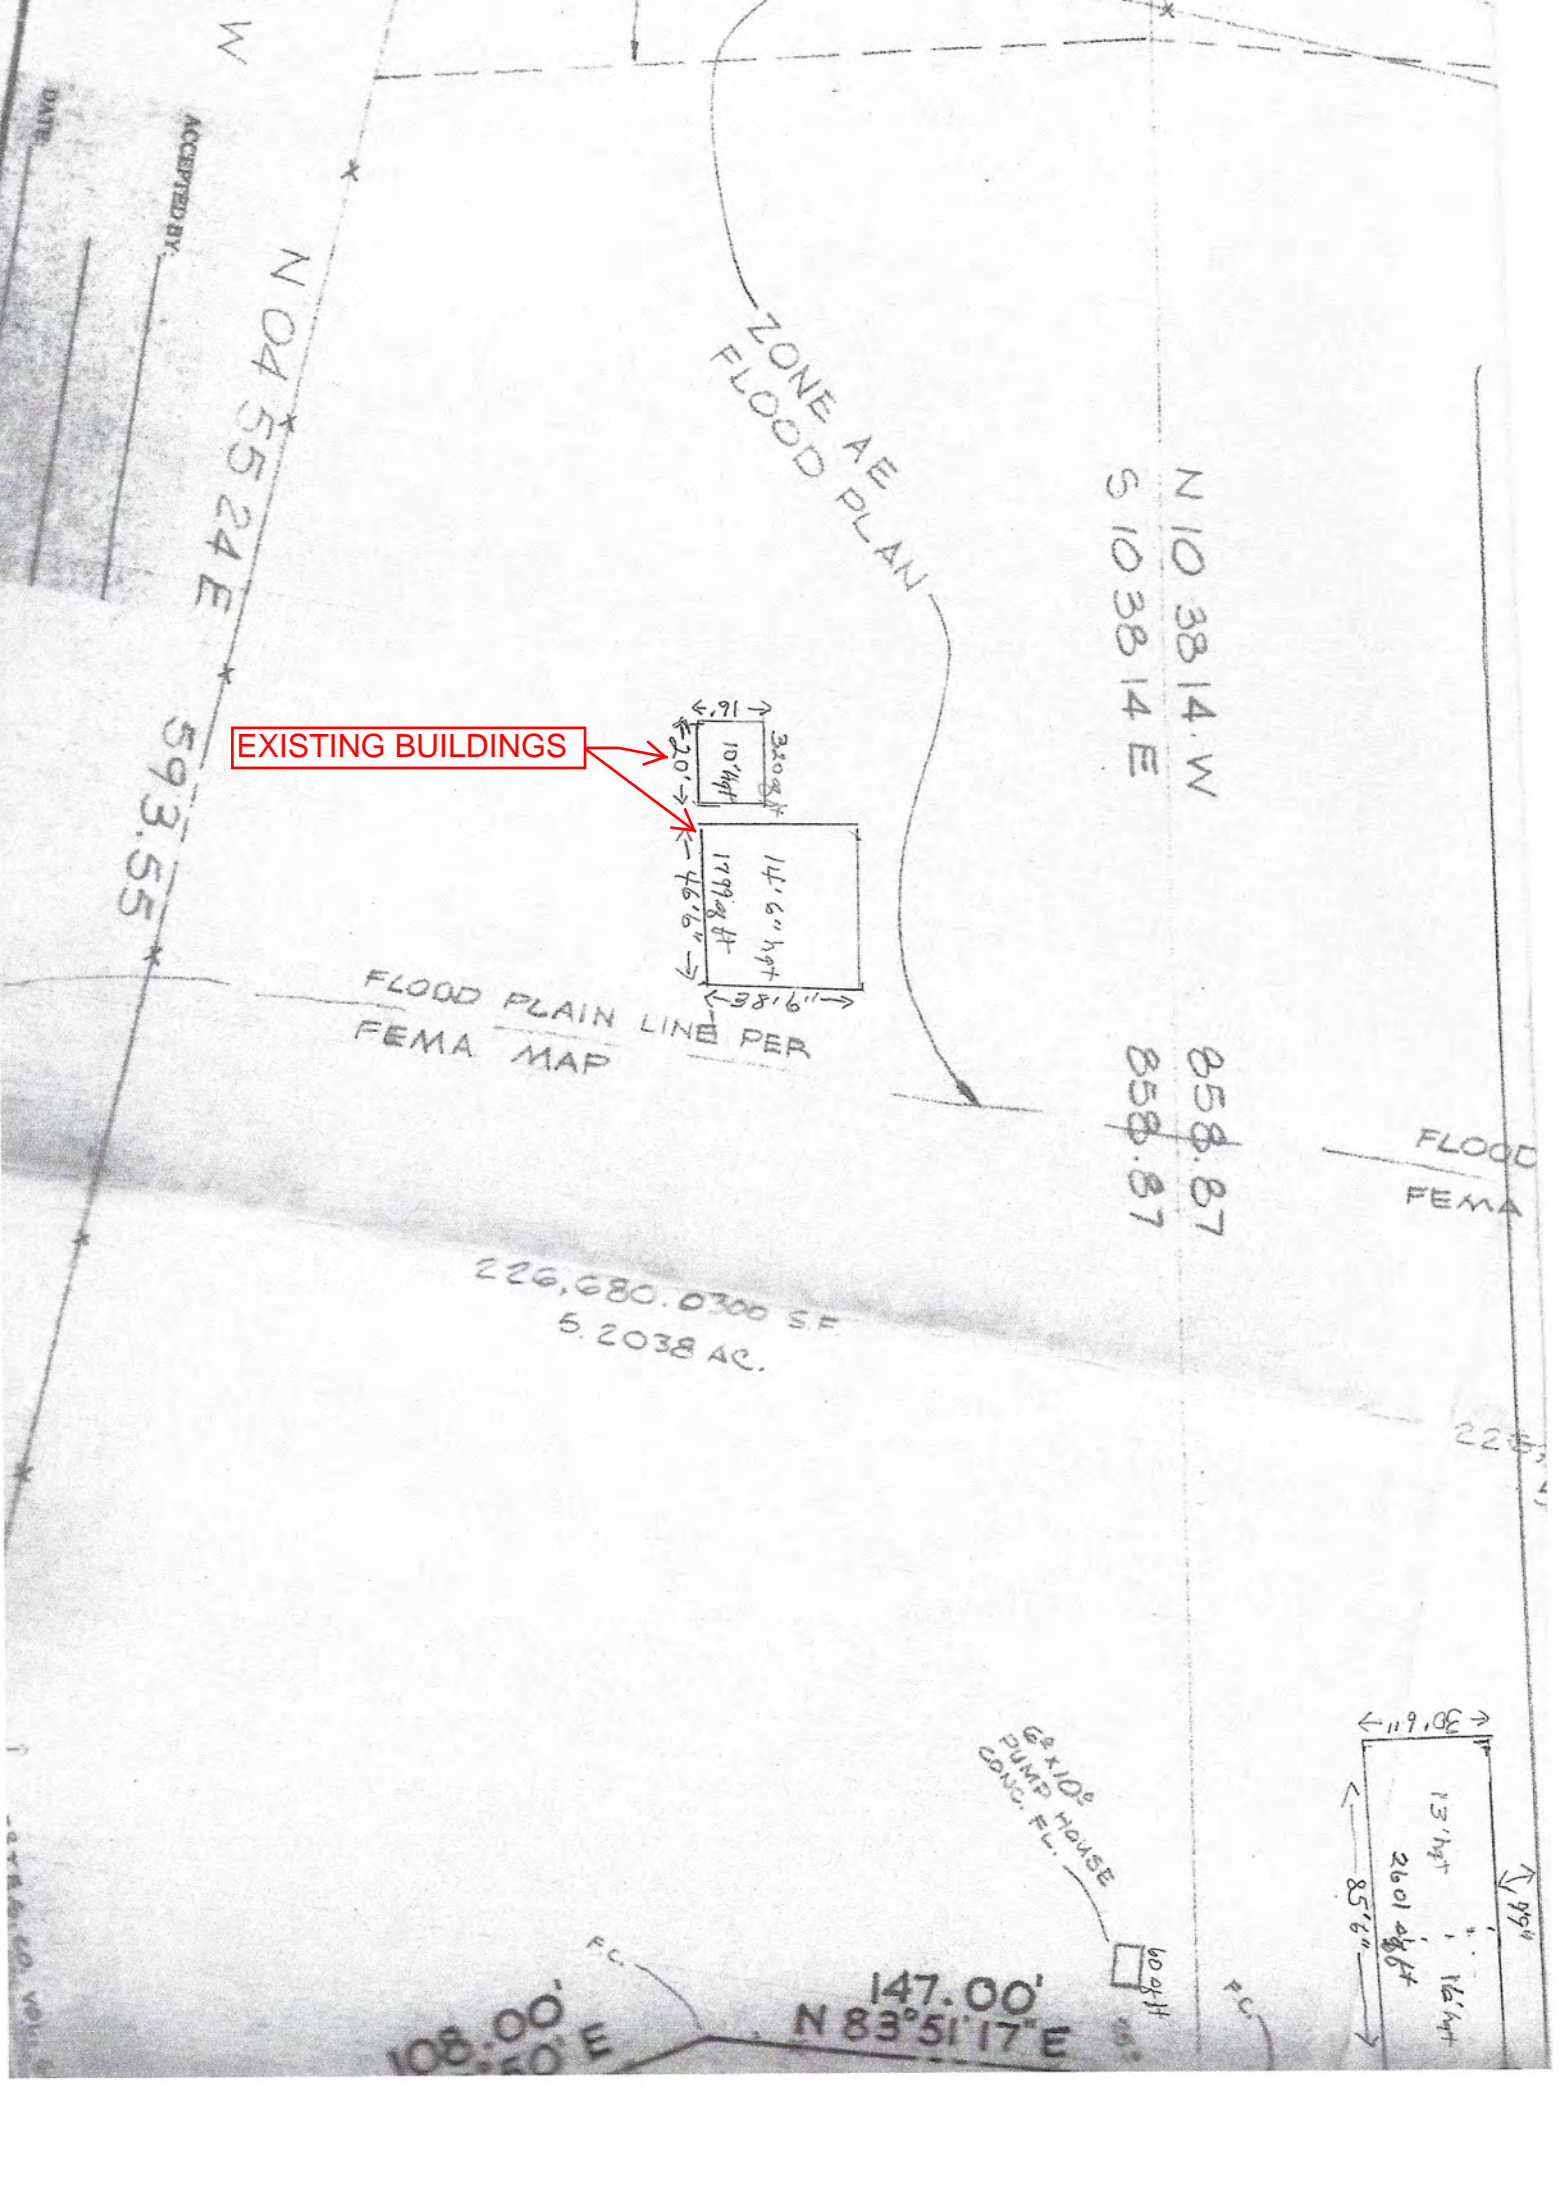 W
DATE
ACCEPTED BY:
N 04 55 24 E
593.55
ZONE AE
FLOOD PLAN
N 10 38 14 W
S 10 38 14 E
858.87
858.87
EXISTING BUILDINGS
16'
20'
10' hgt
320 sq ft
14' 6" hgt
1799 sq ft
46'6"
38'6"
FLOOD PLAIN LINE PER
FEMA MAP
FLOOD
FEMA
226,680.0300 S.F.
5.2038 AC.
6° x 10°
PUMP HOUSE
CONC. FL.
60 sq ft
30'6"
13' hgt
16' hgt
2601 sq ft
85'6"
99"
P.C.
P.C.
147.00'
N 83°51'17" E
108.00'
50' E